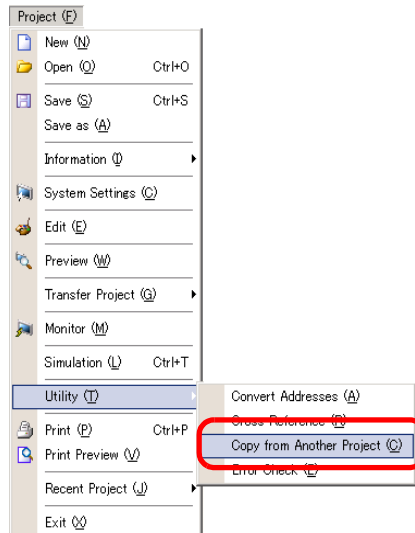 Project (F)
New (N)
Open (O) Ctrl+O
Save (S) Ctrl+S
Save as (A)
Information (I)
System Settings (C)
Edit (E)
Preview (W)
Transfer Project (G)
Monitor (M)
Simulation (L) Ctrl+T
Utility (T)
Convert Addresses (A)
Cross Reference (R)
Copy from Another Project (C)
Error Check (E)
Print (P) Ctrl+P
Print Preview (V)
Recent Project (J)
Exit (X)